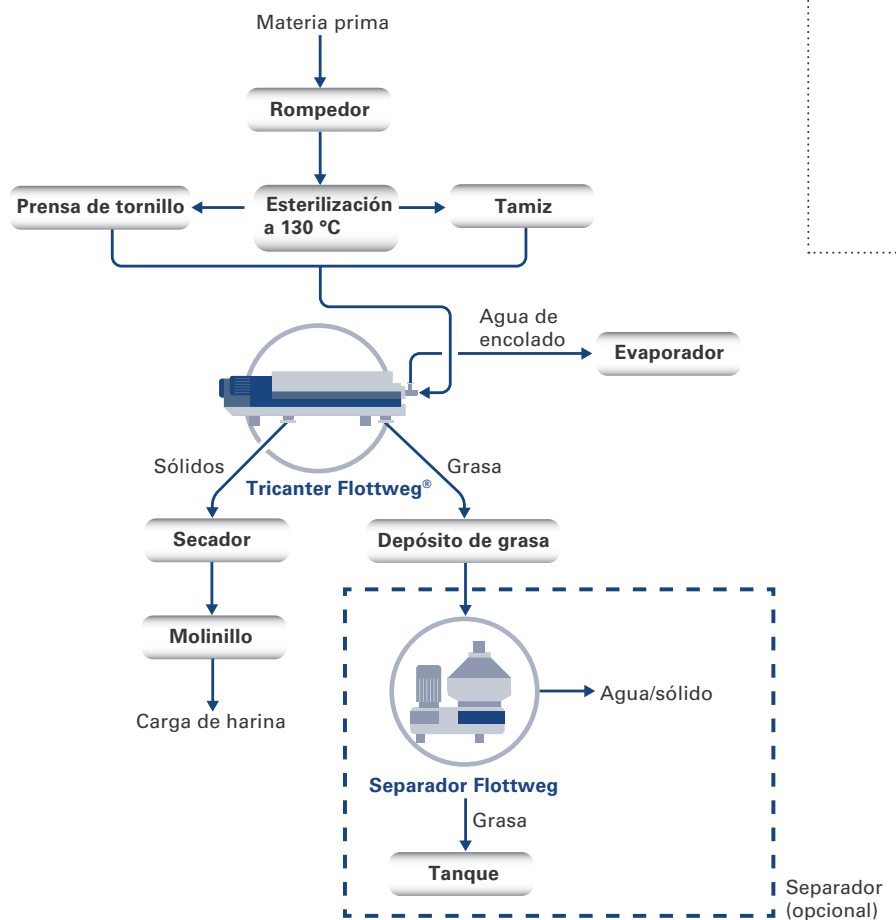 Materia prima
Rompedor
Prensa de tornillo
Esterilización
a 130 °C
Tamiz
Agua de
encolado
Evaporador
Sólidos
Grasa
Tricanter Flottweg®
Secador
Depósito de grasa
Molinillo
Agua/sólido
Carga de harina
Separador Flottweg
Grasa
Tanque
Separador
(opcional)